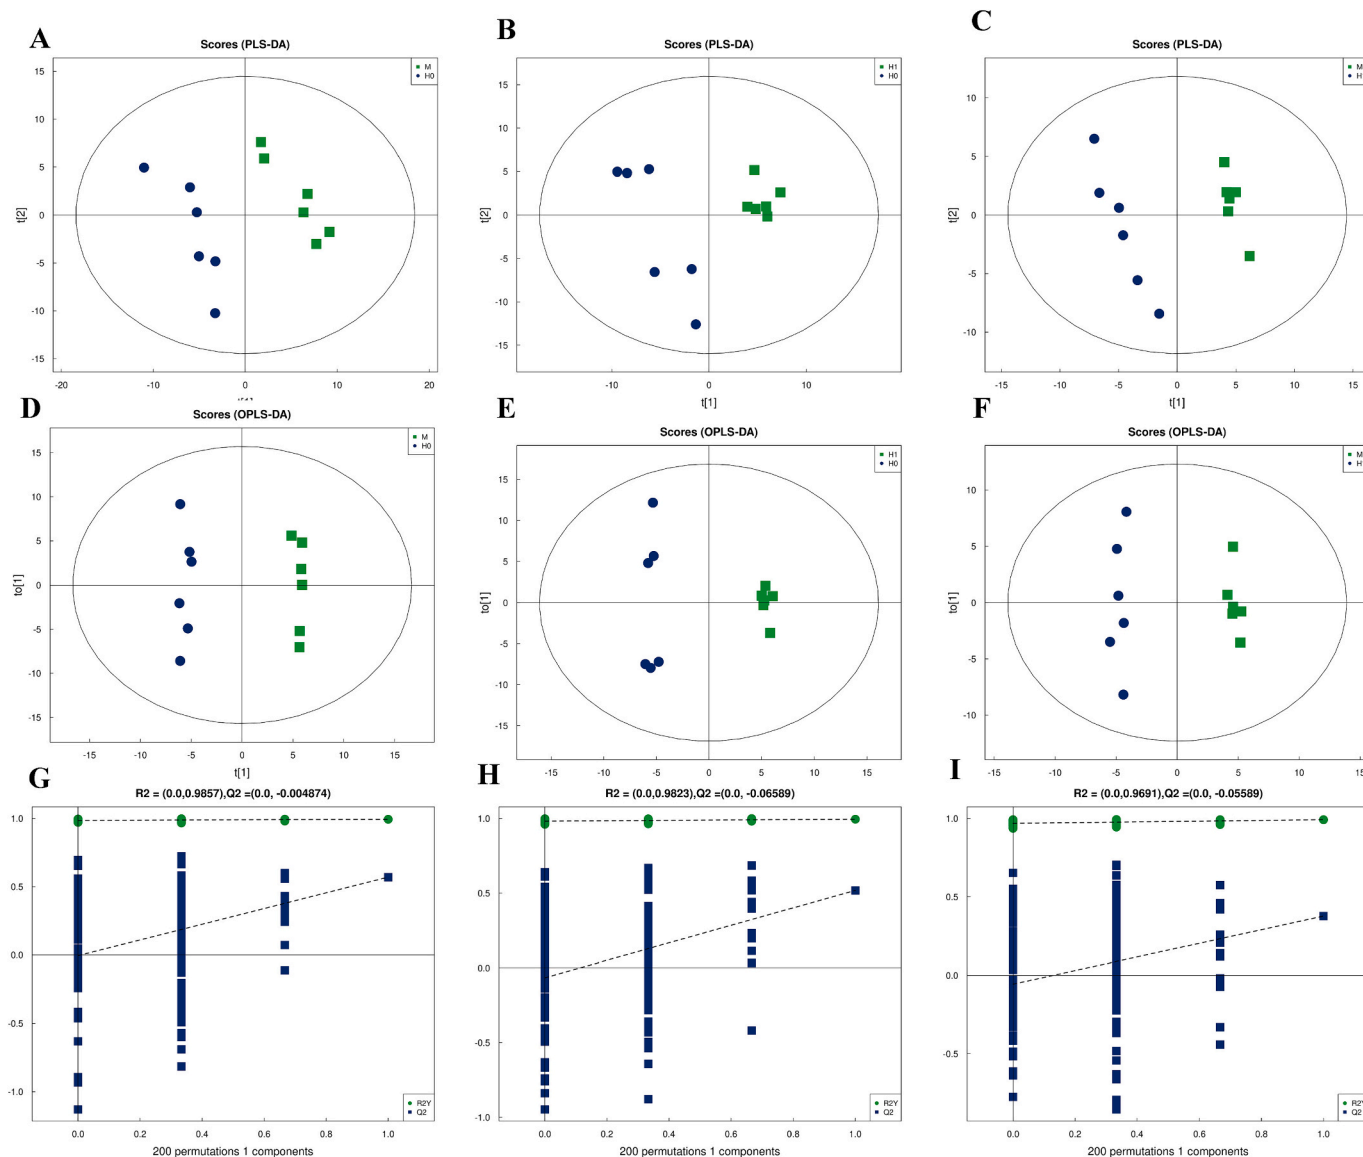 A
Scores (PLS-DA)
M
H0
15
10
5
0
-5
-10
-15
t[2]
-20
-10
0
10
20
B
Scores (PLS-DA)
H1
H0
15
10
5
0
-5
-10
-15
t[2]
-10
0
10
t[1]
C
Scores (PLS-DA)
M
H
10
5
0
-5
-10
t[2]
-15
-10
-5
0
5
10
15
t[1]
D
Scores (OPLS-DA)
M
H0
15
10
5
0
-5
-10
-15
to[1]
-15
-10
-5
0
5
10
15
t[1]
E
Scores (OPLS-DA)
H1
H0
15
10
5
0
-5
-10
-15
to[1]
-15
-10
-5
0
5
10
15
F
Scores (OPLS-DA)
M
H
10
5
0
-5
-10
to[1]
-10
-5
0
5
10
15
G
R2 = (0.0,0.9857),Q2 =(0.0, -0.004874)
1.0
0.5
0.0
-0.5
-1.0
R2Y
Q2
0.0
0.2
0.4
0.6
0.8
1.0
200 permutations 1 components
H
R2 = (0.0,0.9823),Q2 =(0.0, -0.06589)
1.0
0.5
0.0
-0.5
-1.0
R2Y
Q2
0.0
0.2
0.4
0.6
0.8
1.0
200 permutations 1 components
I
R2 = (0.0,0.9691),Q2 =(0.0, -0.05589)
1.0
0.5
0.0
-0.5
R2Y
Q2
0.0
0.2
0.4
0.6
0.8
1.0
200 permutations 1 components